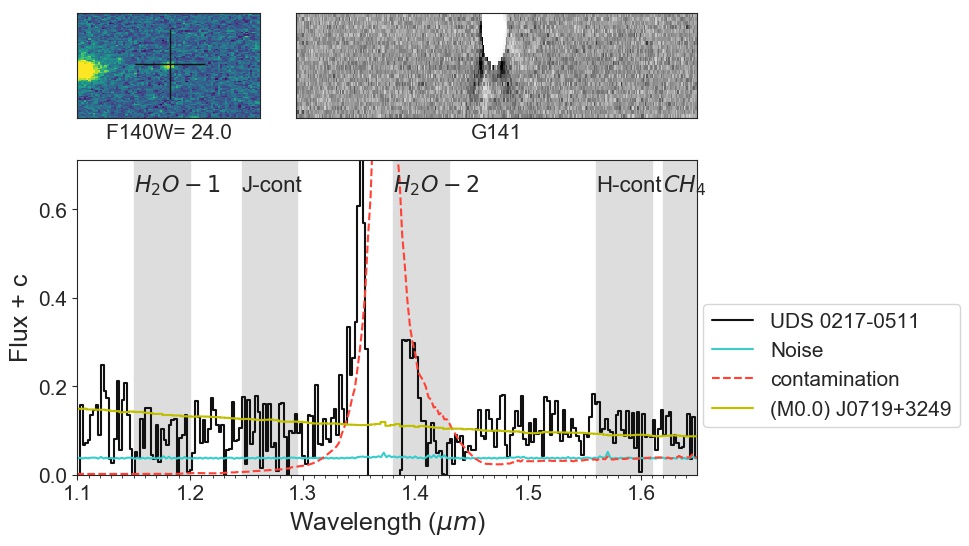 F140W= 24.0
G141
H₂O − 1
J-cont
H₂O − 2
H-cont
CH₄
Flux + c
0.6
0.4
0.2
0.0
1.1
1.2
1.3
1.4
1.5
1.6
Wavelength (μm)
UDS 0217-0511
Noise
contamination
(M0.0) J0719+3249